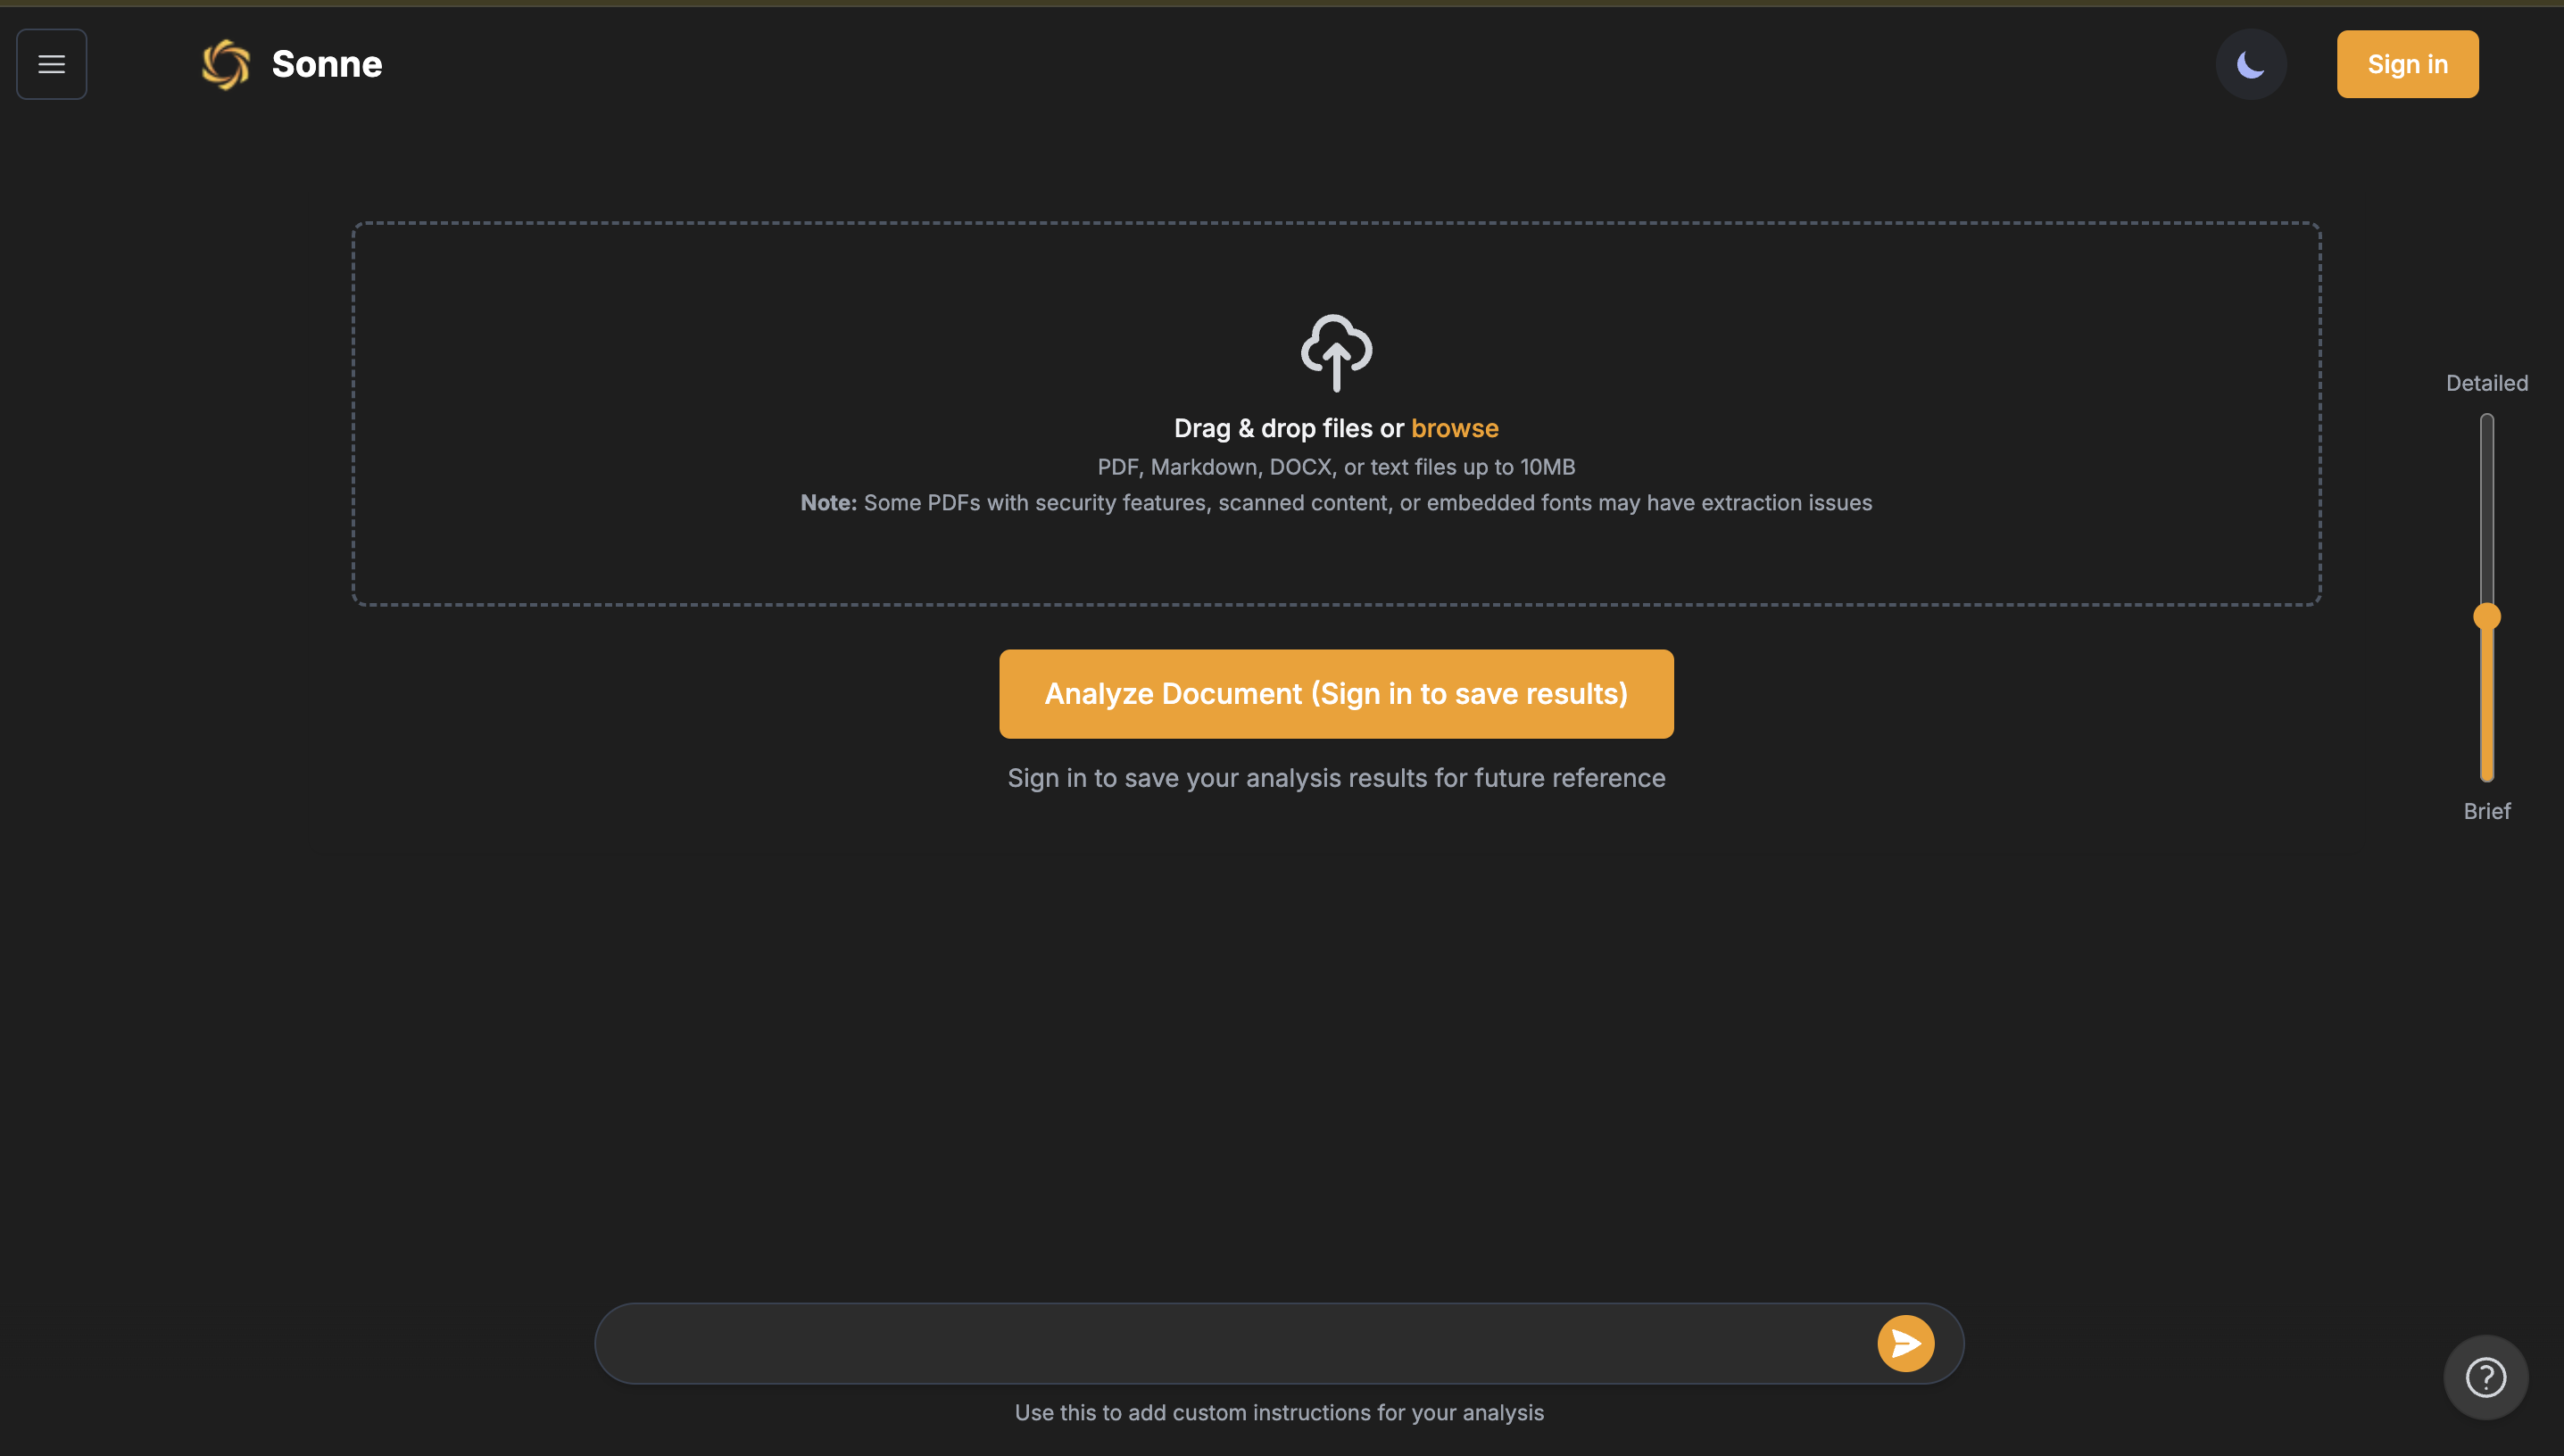 Sonne
Sign in
Drag & drop files or browse
PDF, Markdown, DOCX, or text files up to 10MB
Note: Some PDFs with security features, scanned content, or embedded fonts may have extraction issues
Detailed
Analyze Document (Sign in to save results)
Sign in to save your analysis results for future reference
Brief
Use this to add custom instructions for your analysis
?